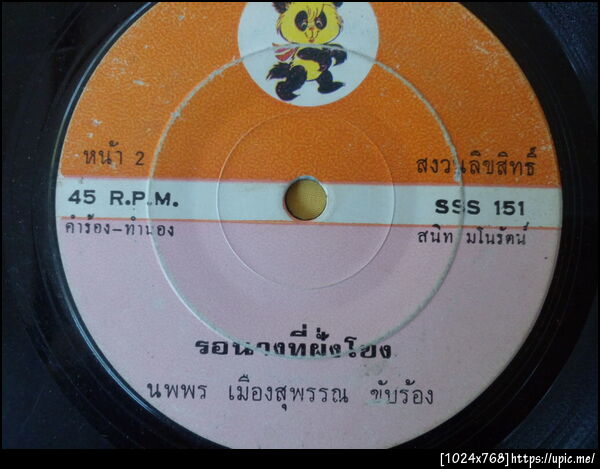 หน้า 2
สงวนลิขสิทธิ์
45 R.P.M.
SSS 151
คำร้อง-ทำนอง
สนิท มโนรัตน์
รอนางที่ฝั่งโขง
นพพร เมืองสุพรรณ ขับร้อง
[1024x768]https://upic.me/